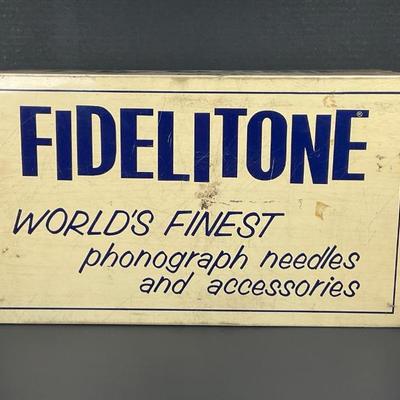 FIDELITONE®
WORLD'S FINEST
phonograph needles
and accessories